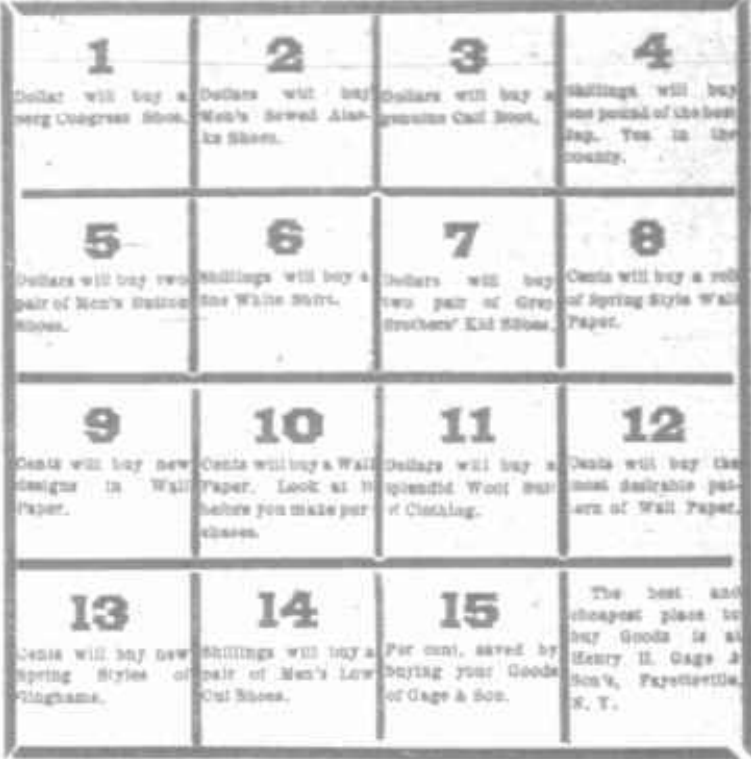 1
Dollar will buy a
serg Congress Shoe.
2
Dollars will buy
Men's Sewed Alas-
ka Shoes.
3
Dollars will buy a
genuine Calf Boot.
4
Shillings will buy
one pound of the best
Jap. Tea in the
county.
5
Dollars will buy two
pair of Men's Button
Shoes.
6
Shillings will buy a
fine White Shirt.
7
Dollars will buy
two pair of Grey
Brothers' Kid Shoes.
8
Cents will buy a roll
of Spring Style Wall
Paper.
9
Cents will buy new
designs in Wall
Paper.
10
Cents will buy a Wall
Paper. Look at it
before you make pur
chases.
11
Dollars will buy a
splendid Wool Suit
of Clothing.
12
Cents will buy the
most desirable pat-
ern of Wall Paper.
13
Cents will buy new
Spring Styles of
Ginghams.
14
Shillings will buy a
pair of Men's Low
Cut Shoes.
15
Per cent. saved by
buying your Goods
of Gage & Son.
The best and
cheapest place to
buy Goods is at
Henry H. Gage &
Son's, Fayetteville,
N. Y.